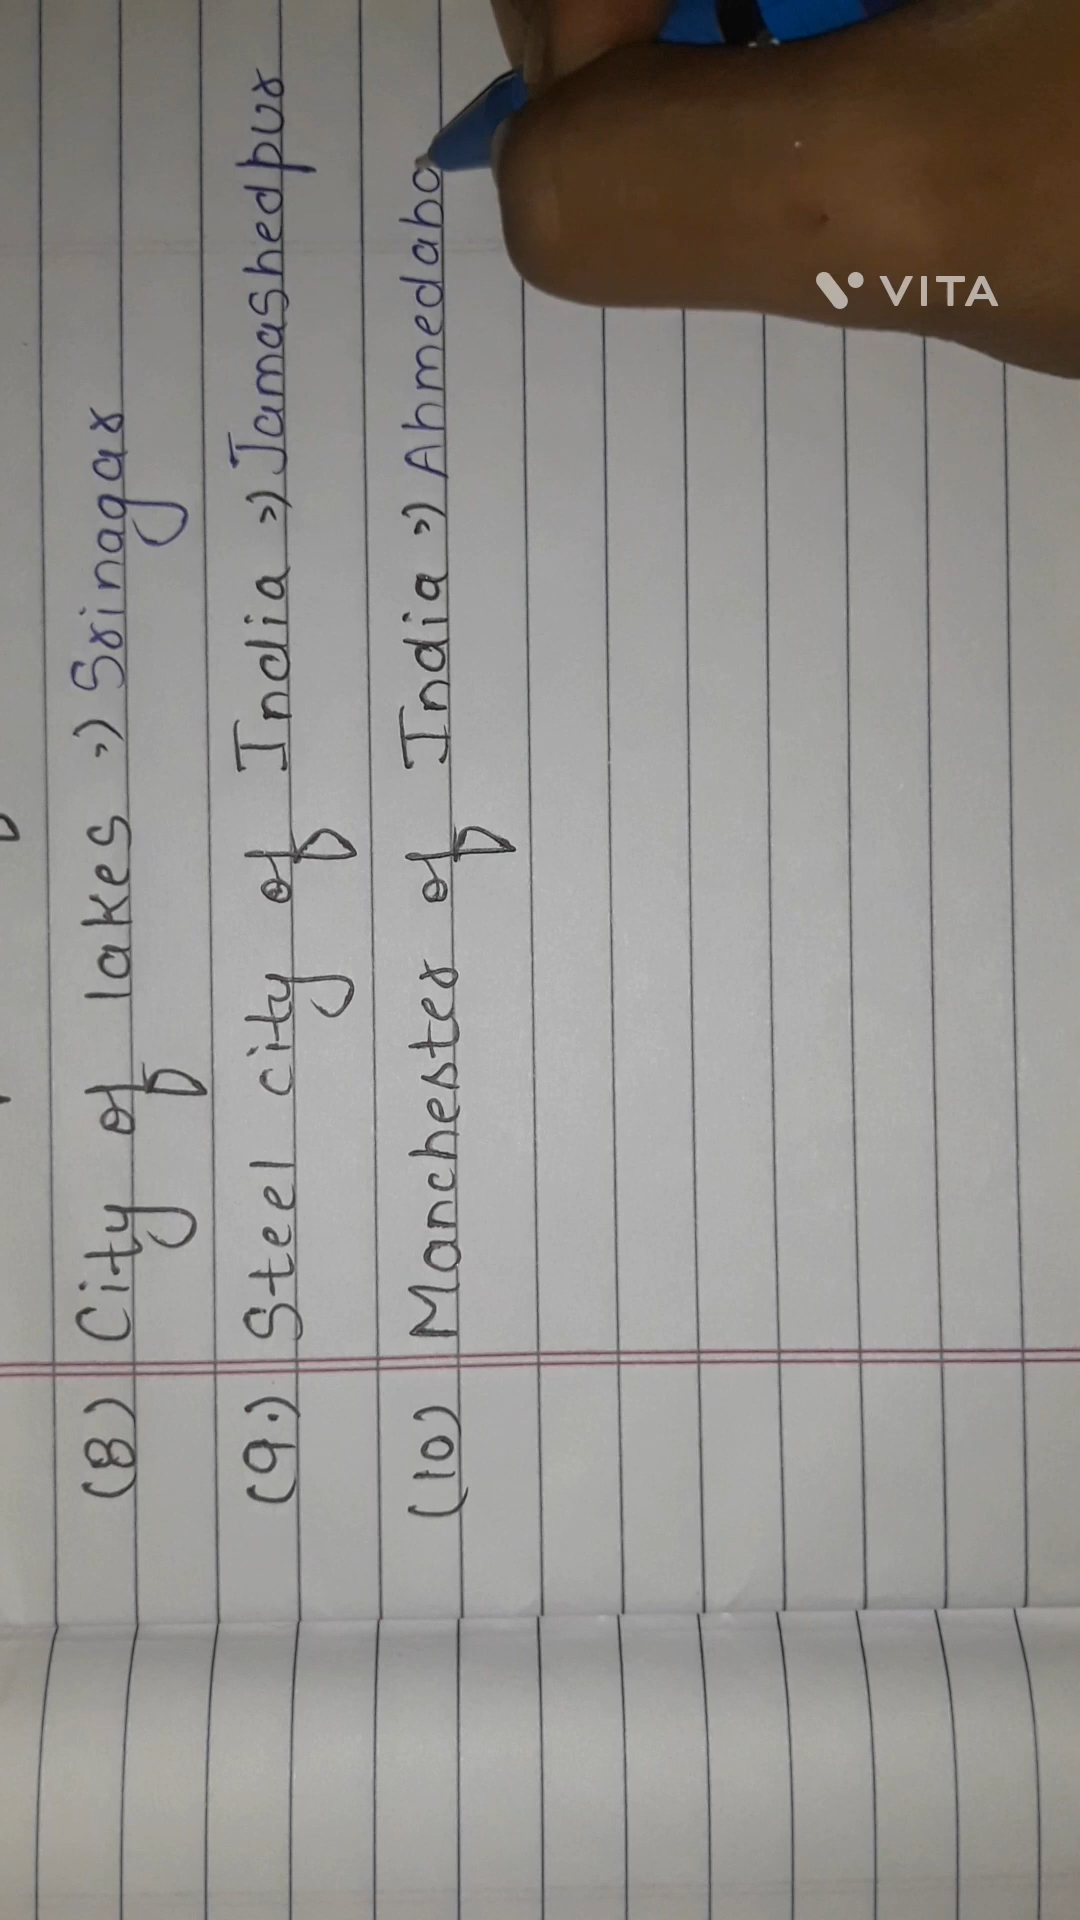 (8) City of lakes => Srinagar
(9.) Steel city of India => Jamashedpur
(10) Manchester of India => Ahmedaba
VITA